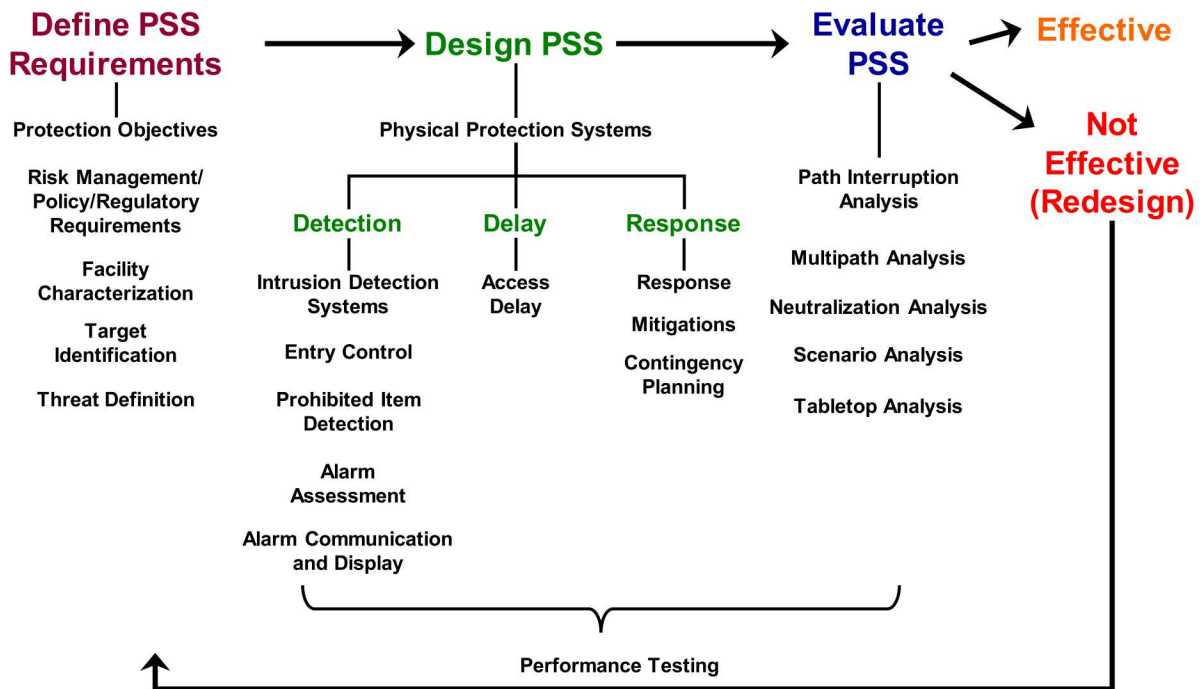 Define PSS
Requirements
Design PSS
Evaluate
PSS
Effective
Not
Effective
(Redesign)
Protection Objectives
Risk Management/
Policy/Regulatory
Requirements
Facility
Characterization
Target
Identification
Threat Definition
Physical Protection Systems
Detection
Intrusion Detection
Systems
Entry Control
Prohibited Item
Detection
Alarm
Assessment
Alarm Communication
and Display
Delay
Access
Delay
Response
Response
Mitigations
Contingency
Planning
Path Interruption
Analysis
Multipath Analysis
Neutralization Analysis
Scenario Analysis
Tabletop Analysis
Performance Testing